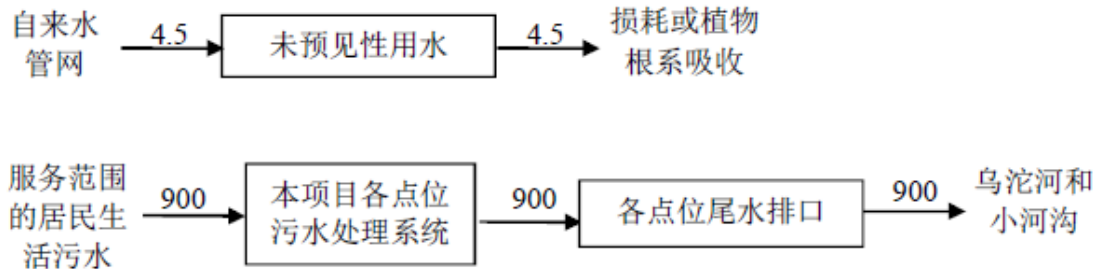 自来水
管网
4.5
未预见性用水
4.5
损耗或植物
根系吸收
服务范围
的居民生
活污水
900
本项目各点位
污水处理系统
900
各点位尾水排口
900
乌沱河和
小河沟